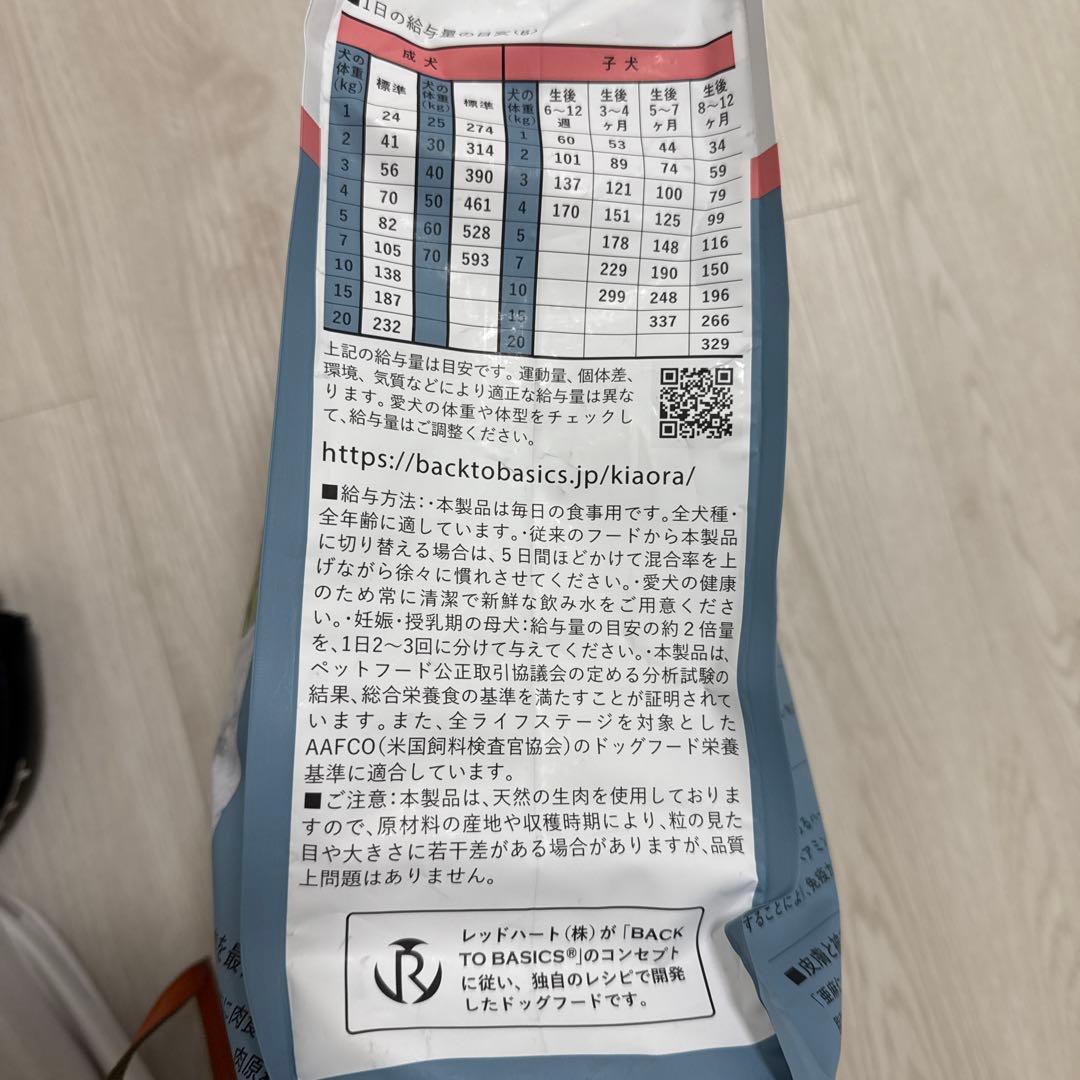 ■1日の給与量の目安(g)
成犬 子犬
犬の体重(kg) 標準 犬の体重(kg) 標準 犬の体重(kg) 生後6～12週 生後3～4ヶ月 生後5～7ヶ月 生後8～12ヶ月
1 24 25 274 1 60 53 44 34
2 41 30 314 2 101 89 74 59
3 56 40 390 3 137 121 100 79
4 70 50 461 4 170 151 125 99
5 82 60 528 5 178 148 116
7 105 70 593 7 229 190 150
10 138 10 299 248 196
15 187 15 337 266
20 232 20 329
上記の給与量は目安です。運動量、個体差、
環境、気質などにより適正な給与量は異な
ります。愛犬の体重や体型をチェックし
て、給与量はご調整ください。
https://backtobasics.jp/kiaora/
■給与方法:・本製品は毎日の食事用です。全犬種・
全年齢に適しています。・従来のフードから本製品
に切り替える場合は、5日間ほどかけて混合率を上
げながら徐々に慣れさせてください。・愛犬の健康
のため常に清潔で新鮮な飲み水をご用意くださ
い。・妊娠・授乳期の母犬:給与量の目安の約2倍量
を、1日2～3回に分けて与えてください。・本製品は、
ペットフード公正取引協議会の定める分析試験の
結果、総合栄養食の基準を満たすことが証明されて
います。また、全ライフステージを対象とした
AAFCO(米国飼料検査官協会)のドッグフード栄養
基準に適合しています。
■ご注意:本製品は、天然の生肉を使用しておりま
すので、原材料の産地や収穫時期により、粒の見た
目や大きさに若干差がある場合がありますが、品質
上問題はありません。
レッドハート(株)が「BACK
TO BASICS®」のコンセプト
に従い、独自のレシピで開発
したドッグフードです。
することにより、免疫力
■皮膚と
「亜麻